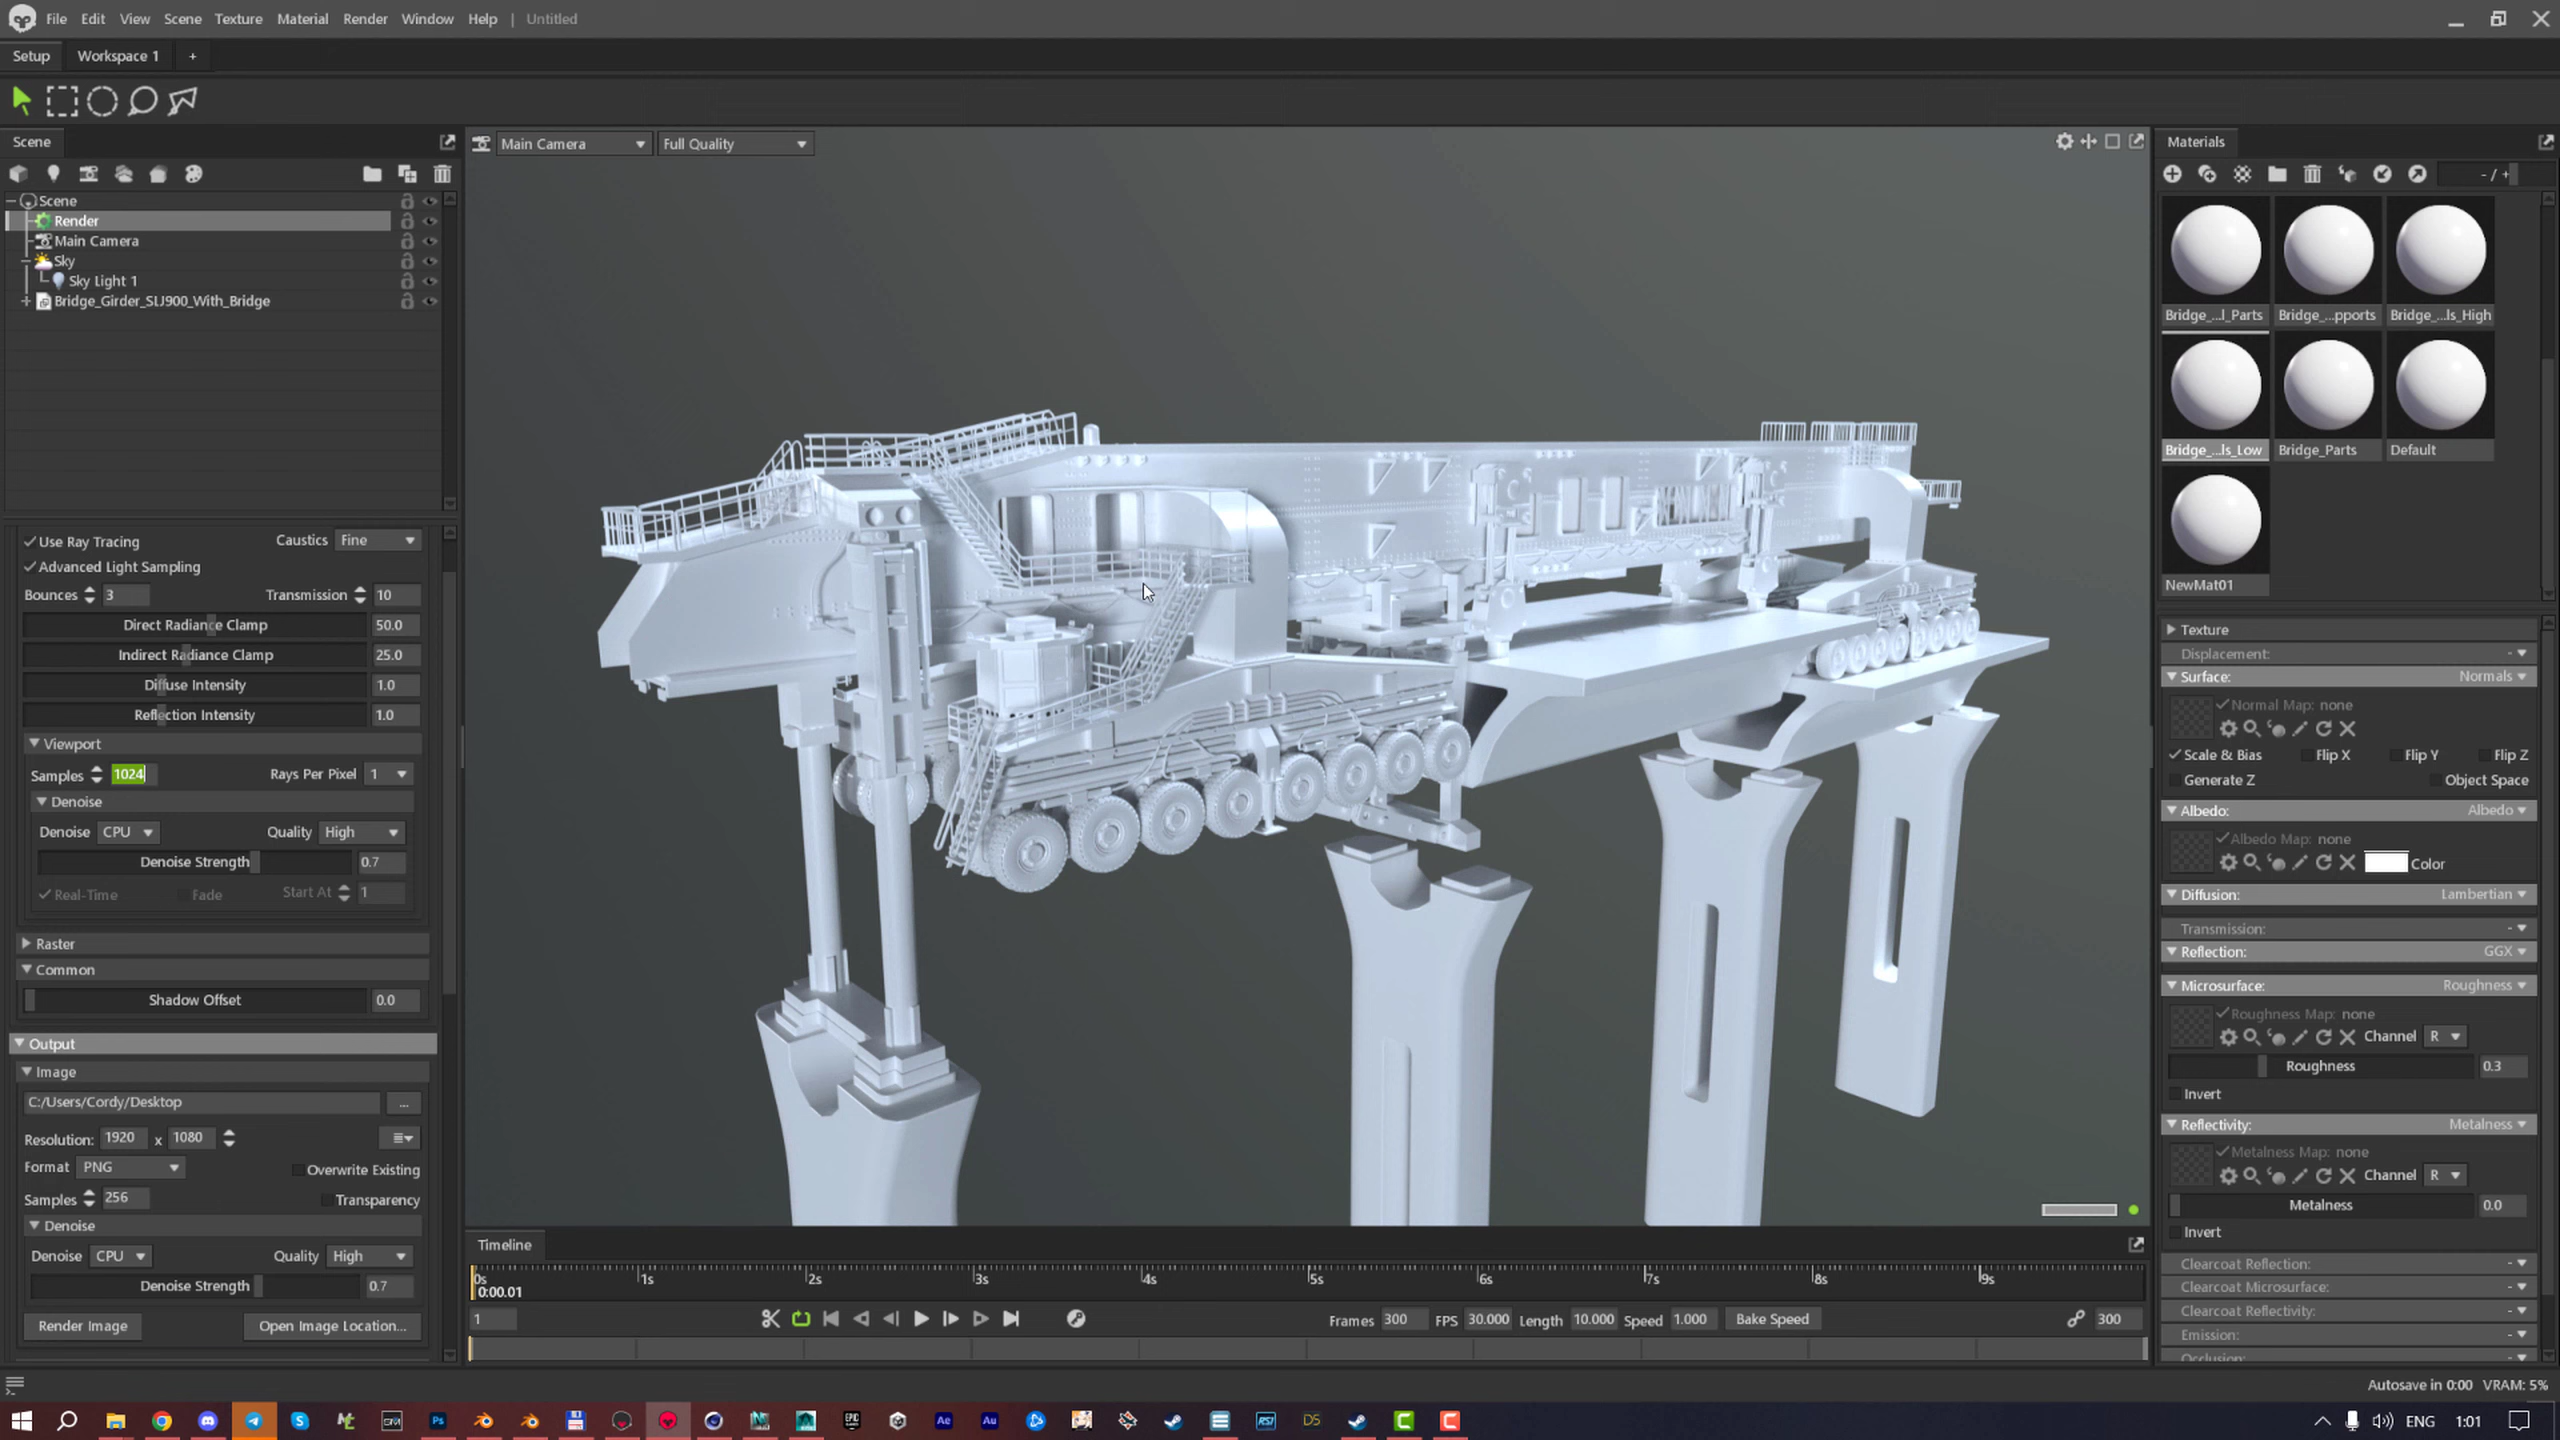 File Edit View Scene Texture Material Render Window Help | Untitled
Setup Workspace 1 +
Scene
Main Camera Full Quality
Materials
- / +
Scene
Render
Main Camera
Sky
Sky Light 1
Bridge_Girder_SLJ900_With_Bridge
Bridge_...l_Parts Bridge_...pports Bridge_...ls_High
Bridge_...ls_Low Bridge_Parts Default
NewMat01
Use Ray Tracing Caustics Fine
Advanced Light Sampling
Bounces 3 Transmission 10
Direct Radiance Clamp 50.0
Indirect Radiance Clamp 25.0
Diffuse Intensity 1.0
Reflection Intensity 1.0
Viewport
Samples 1024 Rays Per Pixel 1
Denoise
Denoise CPU Quality High
Denoise Strength 0.7
Real-Time Fade Start At 1
Raster
Common
Shadow Offset 0.0
Output
Image
C:/Users/Cordy/Desktop ...
Resolution: 1920 x 1080
Format PNG Overwrite Existing
Samples 256 Transparency
Denoise
Denoise CPU Quality High
Denoise Strength 0.7
Render Image Open Image Location...
Texture
Displacement: -
Surface: Normals
Normal Map: none
Scale & Bias Flip X Flip Y Flip Z
Generate Z Object Space
Albedo: Albedo
Albedo Map: none
Color
Diffusion: Lambertian
Transmission: -
Reflection: GGX
Microsurface: Roughness
Roughness Map: none
Channel R
Roughness 0.3
Invert
Reflectivity: Metalness
Metalness Map: none
Channel R
Metalness 0.0
Invert
Clearcoat Reflection: -
Clearcoat Microsurface: -
Clearcoat Reflectivity: -
Emission: -
Occlusion: -
Timeline
0s 1s 2s 3s 4s 5s 6s 7s 8s 9s
0:00.01
1 Frames 300 FPS 30.000 Length 10.000 Speed 1.000 Bake Speed 300
Autosave in 0:00 VRAM: 5%
Ps EPIC Ae Au RSI DS ENG 1:01